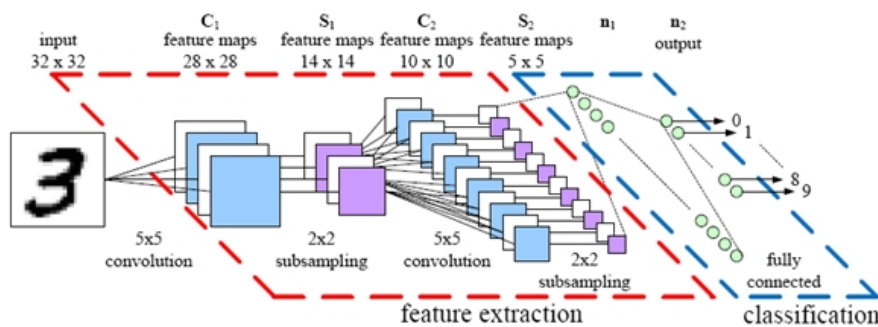 input
32 x 32
C₁
feature maps
28 x 28
S₁
feature maps
14 x 14
C₂
feature maps
10 x 10
S₂
feature maps
5 x 5
n₁
n₂
output
0
1
8
9
5x5
convolution
2x2
subsampling
5x5
convolution
2x2
subsampling
fully
connected
feature extraction
classification